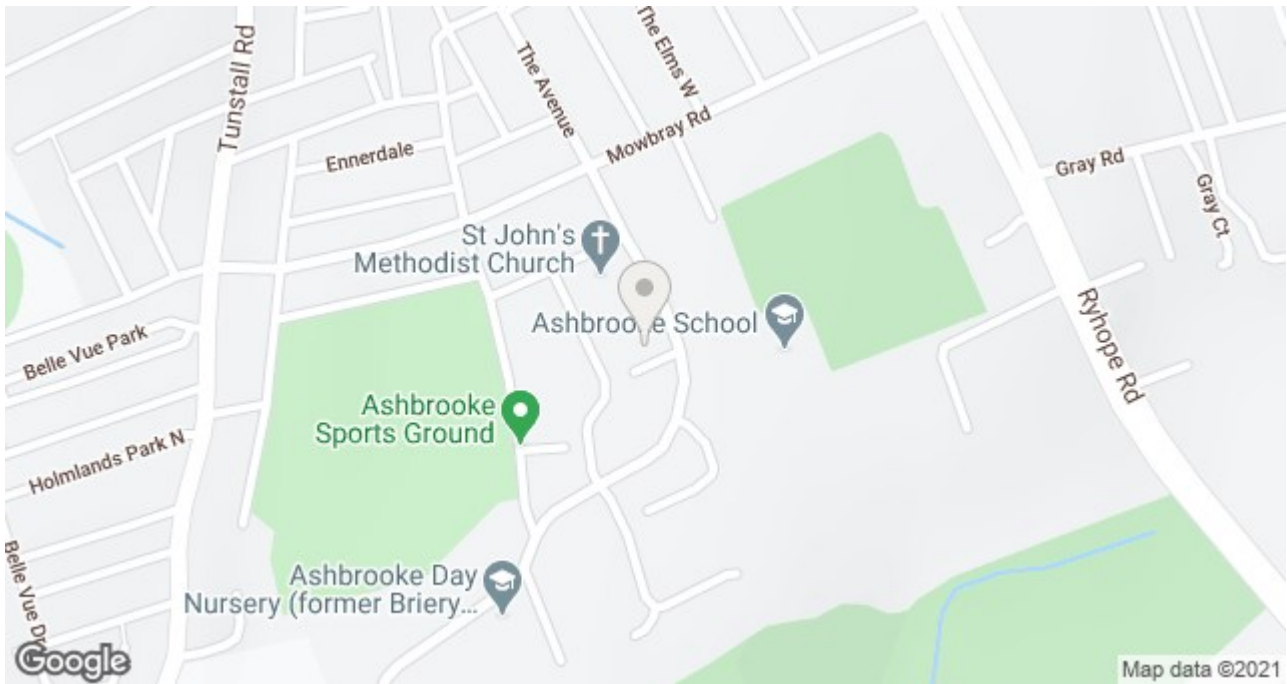 Tunstall Rd
The Avenue
The Elms W
Mowbray Rd
Ennerdale
Gray Rd
Gray Ct
St John's
Methodist Church
Ashbrooke School
Ryhope Rd
Belle Vue Park
Ashbrooke
Sports Ground
Holmlands Park N
Belle Vue Dr
Ashbrooke Day
Nursery (former Briery...
Google
Map data ©2021